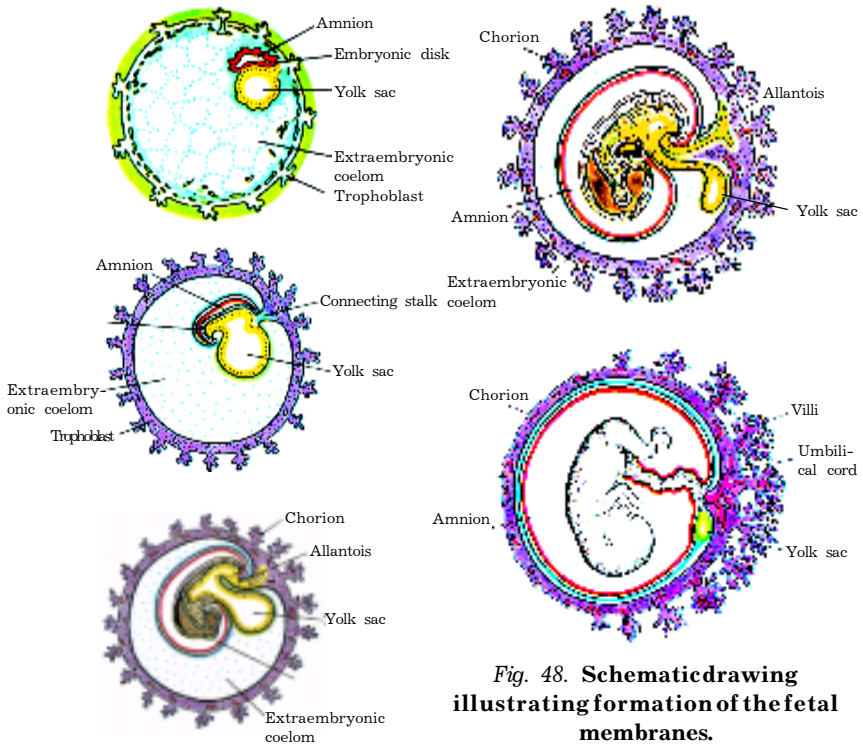 Amnion
Embryonic disk
Yolk sac
Extraembryonic
coelom
Trophoblast
Amnion
Connecting stalk
Yolk sac
Extraembry-
onic coelom
Trophoblast
Chorion
Allantois
Yolk sac
Extraembryonic
coelom
Chorion
Allantois
Amnion
Yolk sac
Extraembryonic
coelom
Chorion
Villi
Umbili-
cal cord
Amnion
Yolk sac
Fig. 48. Schematic drawing
illustrating formation of the fetal
membranes.